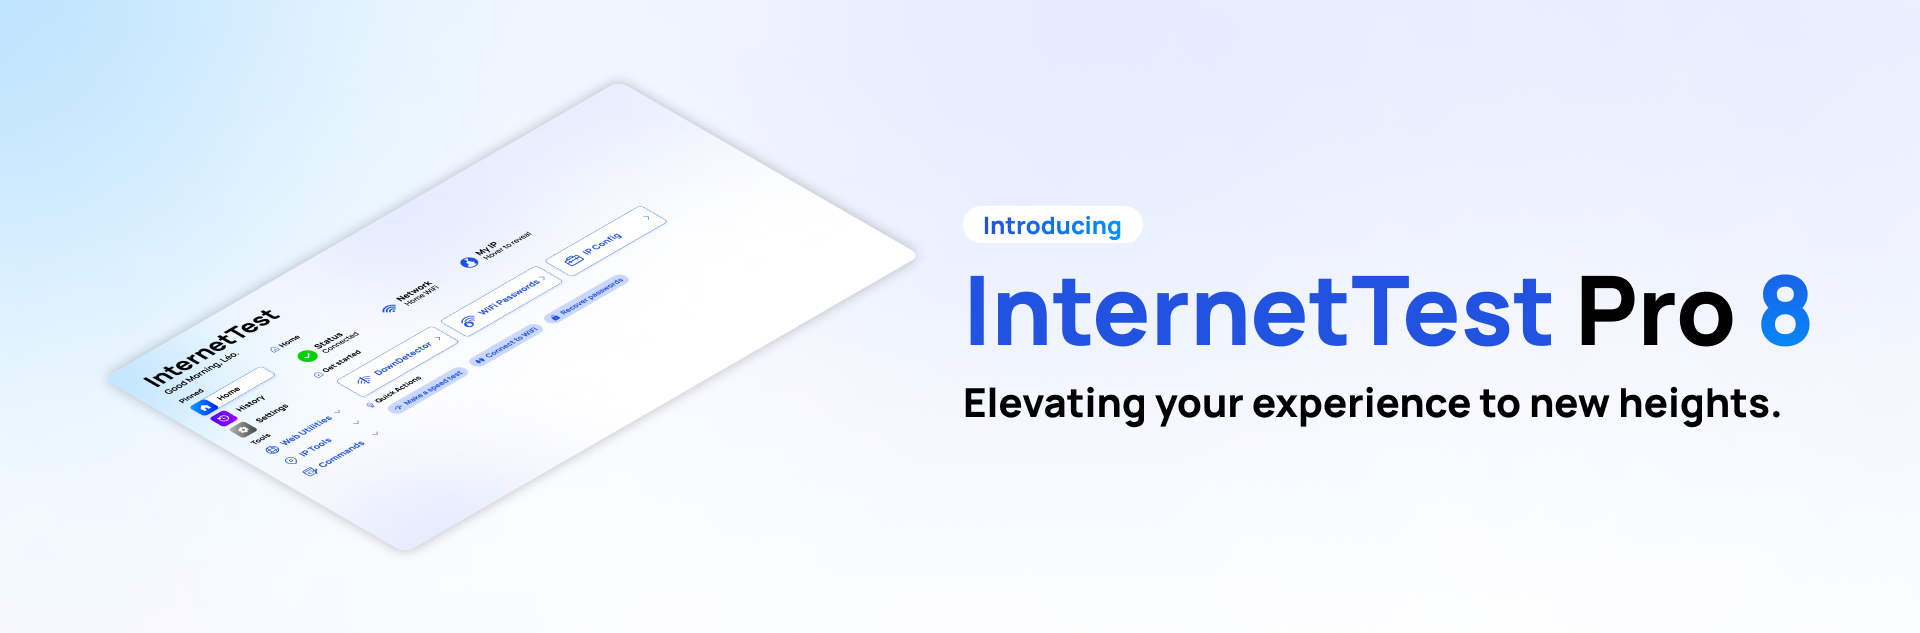 InternetTest
Good Morning, Léo.
Pinned
Home
History
Settings
Tools
Web Utilities
IP Tools
Commands
Home
Status
Connected
Network
Home WiFi
My IP
Hover to reveal
Get started
DownDetector
WiFi Passwords
IP Config
Quick Actions
Make a speed test
Connect to WiFi
Recover passwords
Introducing
InternetTest Pro 8
Elevating your experience to new heights.